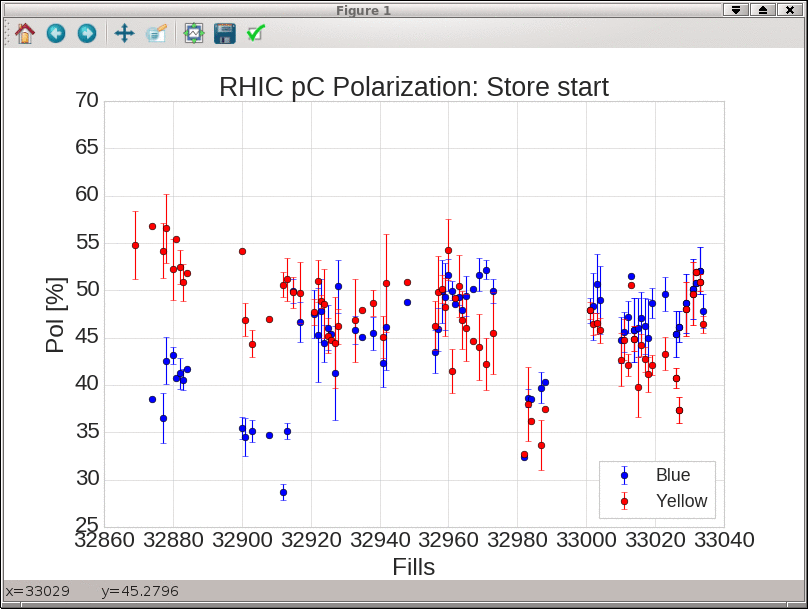 Figure 1
RHIC pC Polarization: Store start
70
65
60
55
50
45
40
35
30
25
Pol [%]
32860 32880 32900 32920 32940 32960 32980 33000 33020 33040
Fills
Blue
Yellow
x=33029 y=45.2796